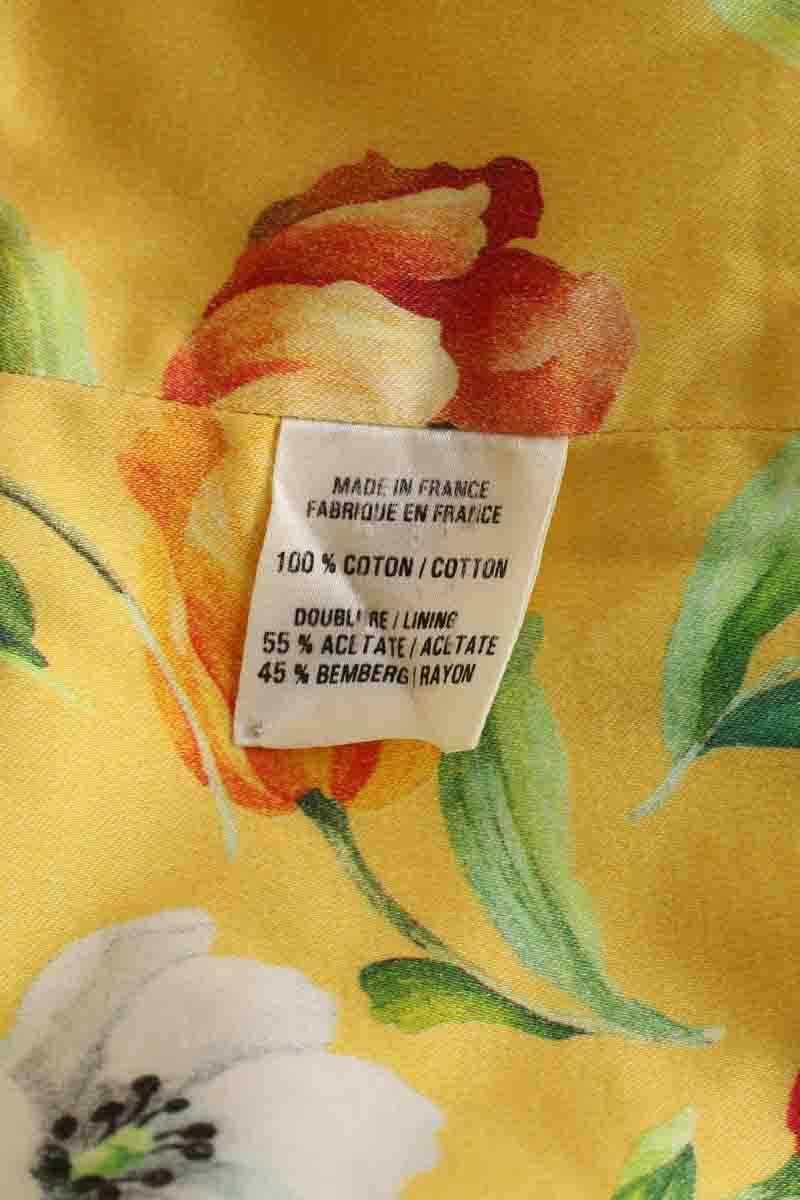 MADE IN FRANCE
FABRIQUE EN FRANCE
100 % COTON / COTTON
DOUBLURE / LINING
55 % ACETATE / ACETATE
45 % BEMBERG / RAYON